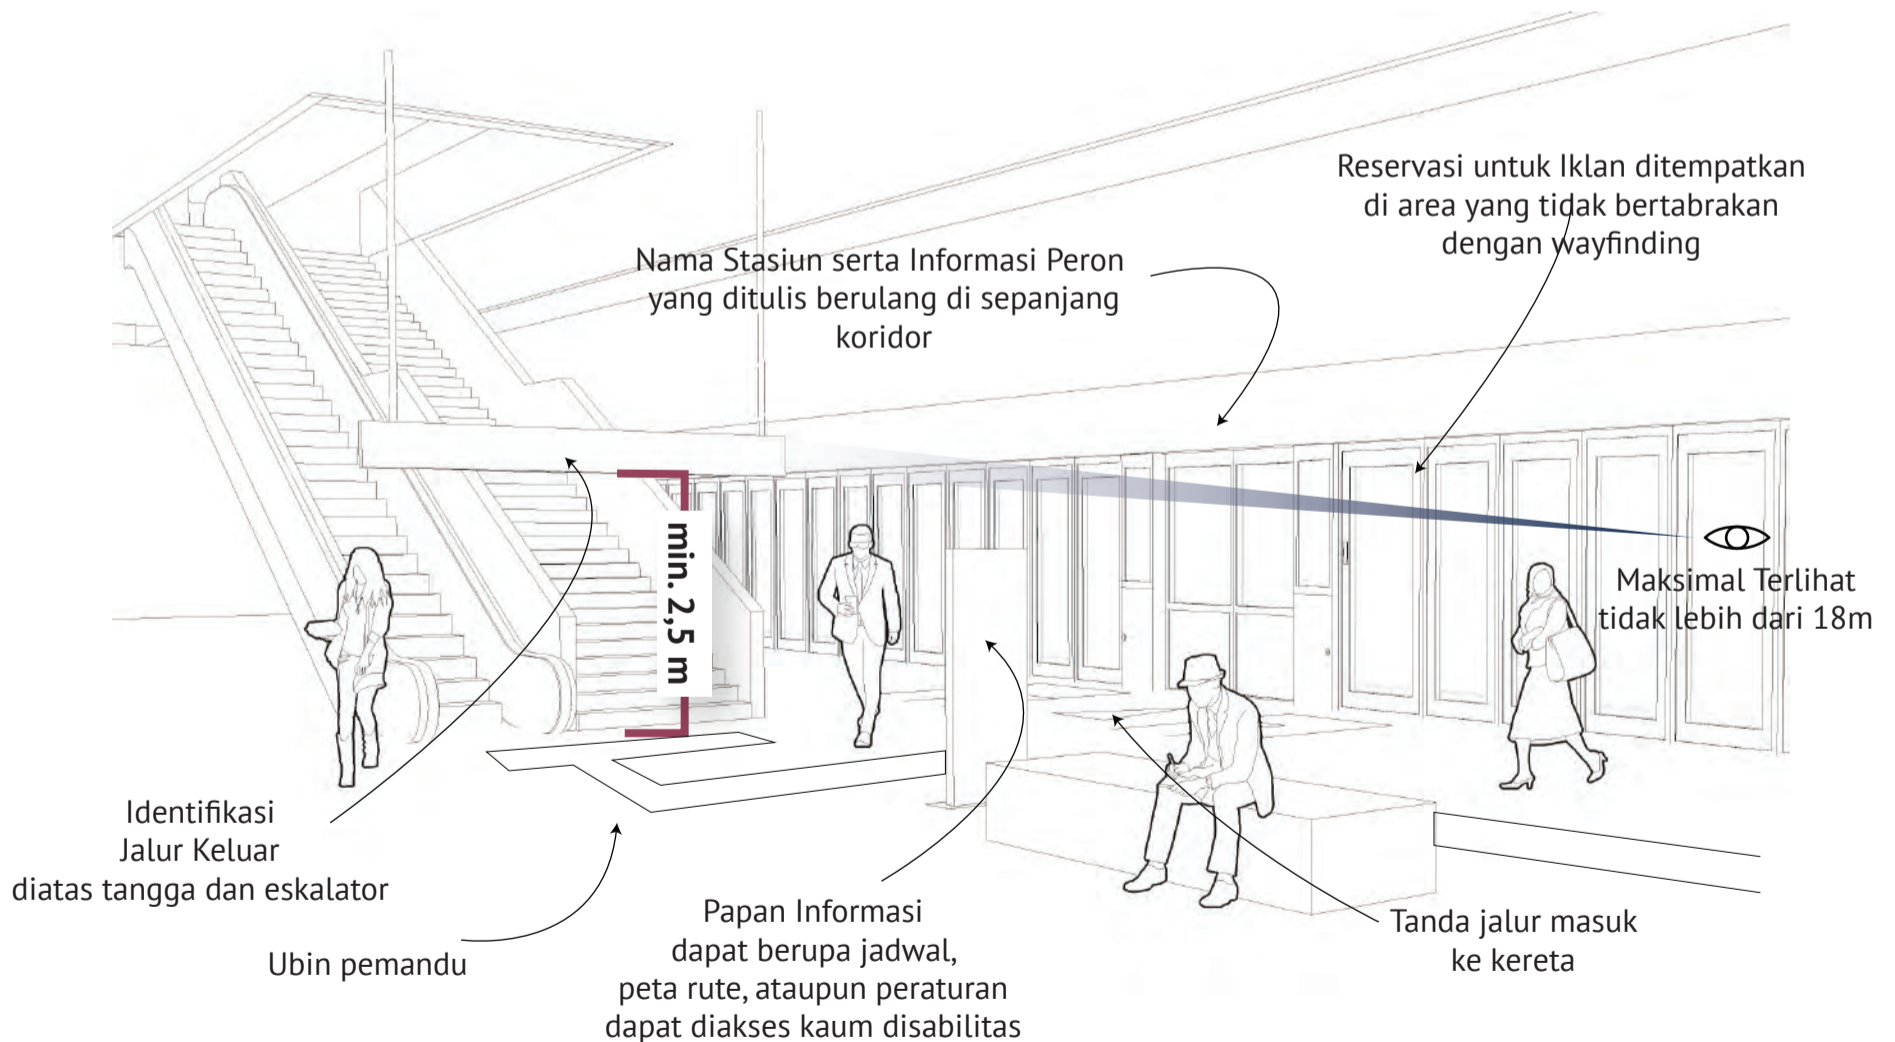 Reservasi untuk Iklan ditempatkan
di area yang tidak bertabrakan
dengan wayfinding
Nama Stasiun serta Informasi Peron
yang ditulis berulang di sepanjang
koridor
min. 2,5 m
Maksimal Terlihat
tidak lebih dari 18m
Identifikasi
Jalur Keluar
diatas tangga dan eskalator
Ubin pemandu
Papan Informasi
dapat berupa jadwal,
peta rute, ataupun peraturan
dapat diakses kaum disabilitas
Tanda jalur masuk
ke kereta